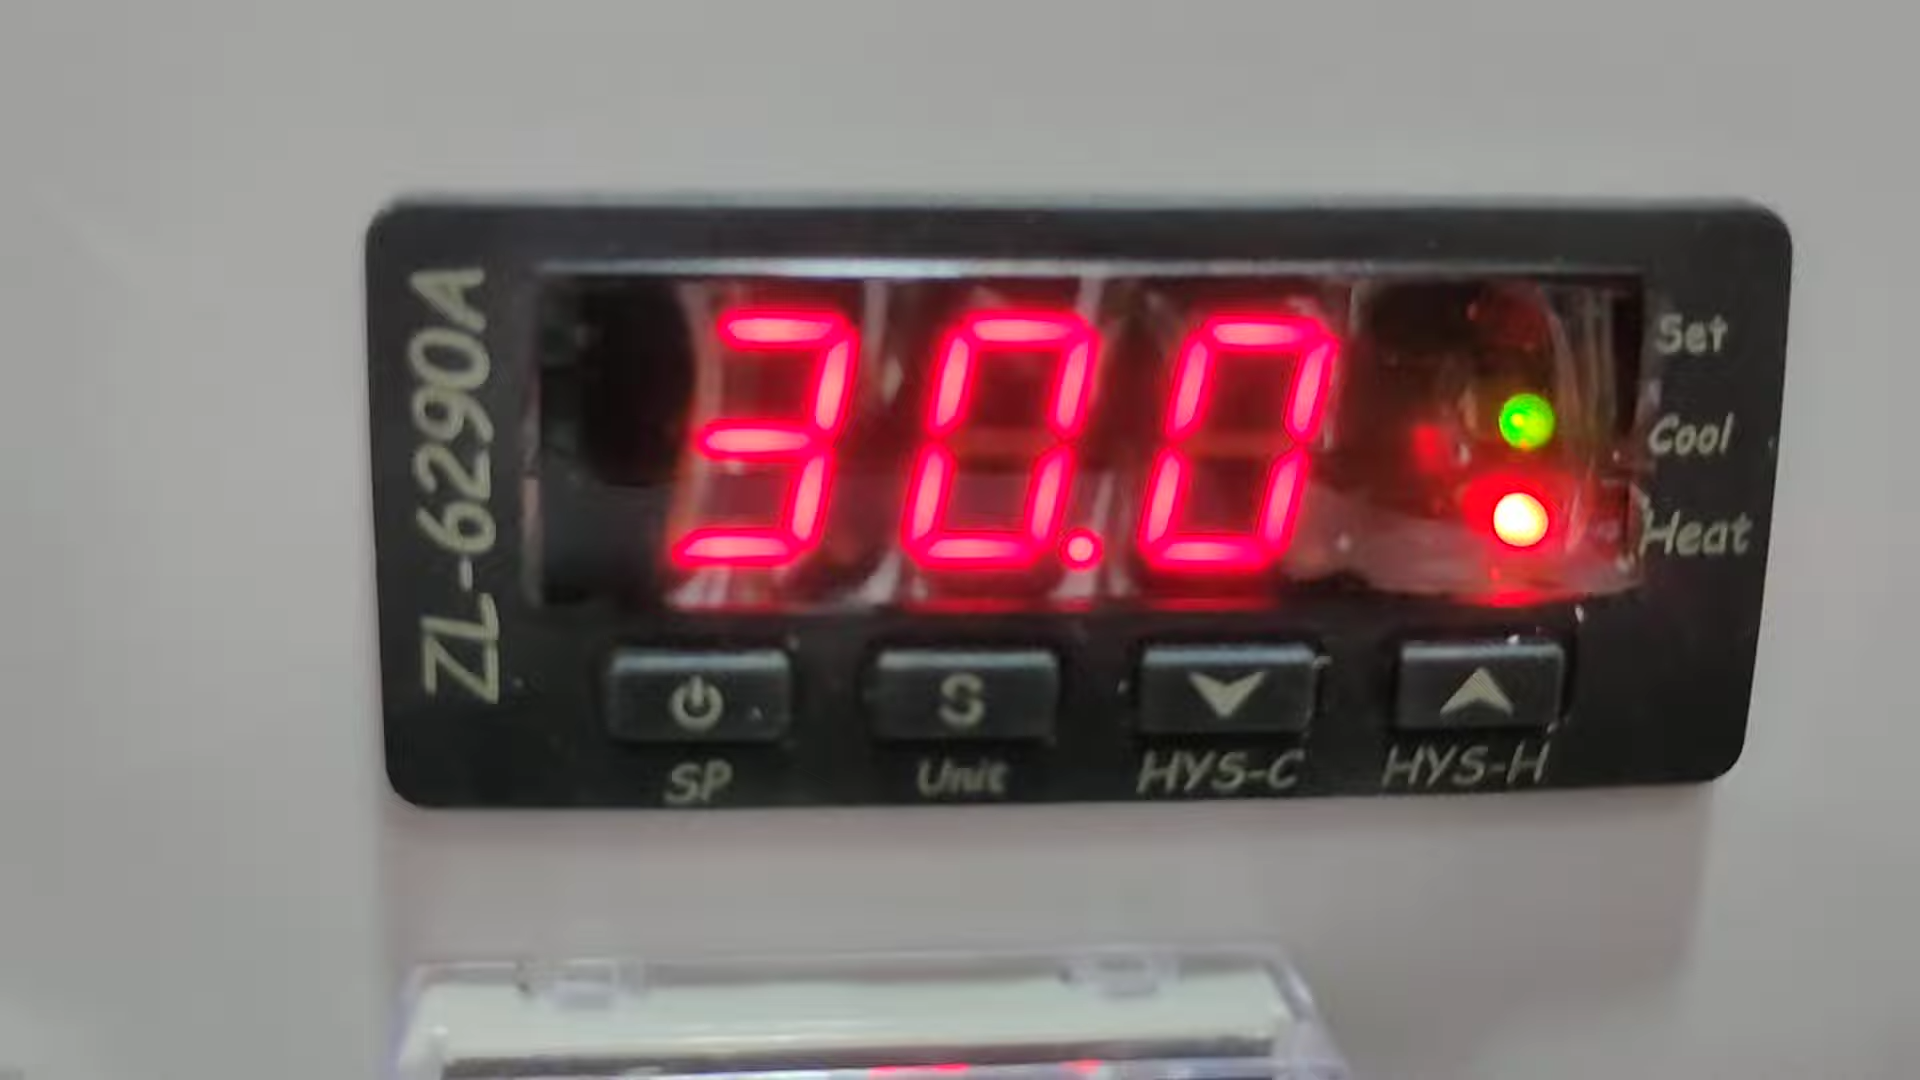 ZL-6290A
30.0
Set
Cool
Heat
S
SP
Unit
HYS-C
HYS-H